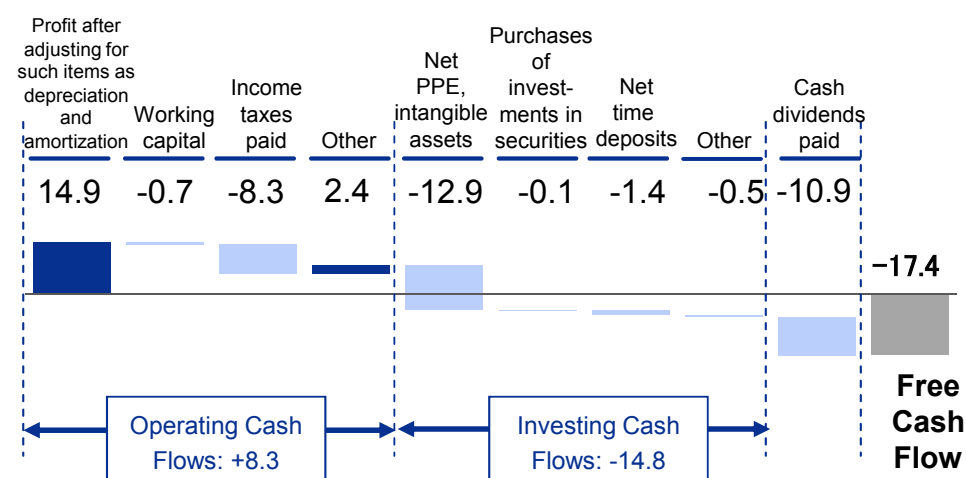 Profit after
adjusting for
such items as
depreciation
and
amortization
Working
capital
Income
taxes
paid
Other
Net
PPE,
intangible
assets
Purchases
of
invest-
ments in
securities
Net
time
deposits
Other
Cash
dividends
paid
14.9 -0.7 -8.3 2.4 -12.9 -0.1 -1.4 -0.5 -10.9
−17.4
Free
Cash
Flow
Operating Cash
Flows: +8.3
Investing Cash
Flows: -14.8